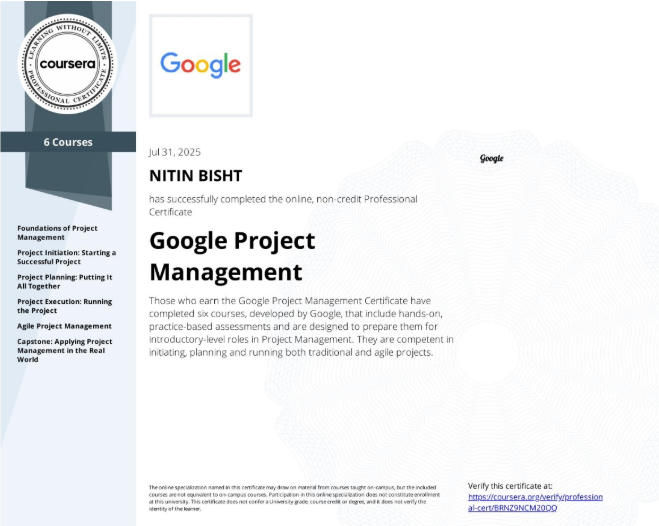 LEARNING WITHOUT LIMITS
coursera
PROFESSIONAL CERTIFICATE
6 Courses
Foundations of Project
Management
Project Initiation: Starting a
Successful Project
Project Planning: Putting It
All Together
Project Execution: Running
the Project
Agile Project Management
Capstone: Applying Project
Management in the Real
World
Google
Jul 31, 2025
NITIN BISHT
has successfully completed the online, non-credit Professional
Certificate
Google Project
Management
Those who earn the Google Project Management Certificate have
completed six courses, developed by Google, that include hands-on,
practice-based assessments and are designed to prepare them for
introductory-level roles in Project Management. They are competent in
initiating, planning and running both traditional and agile projects.
Google
The online specialization named in this certificate may draw on material from courses taught on-campus, but the included
courses are not equivalent to on-campus courses. Participation in this online specialization does not constitute enrollment
at this university. This certificate does not confer a University grade, course credit or degree, and it does not verify the
identity of the learner.
Verify this certificate at:
https://coursera.org/verify/profession
al-cert/BRNZ9NCM20QQ